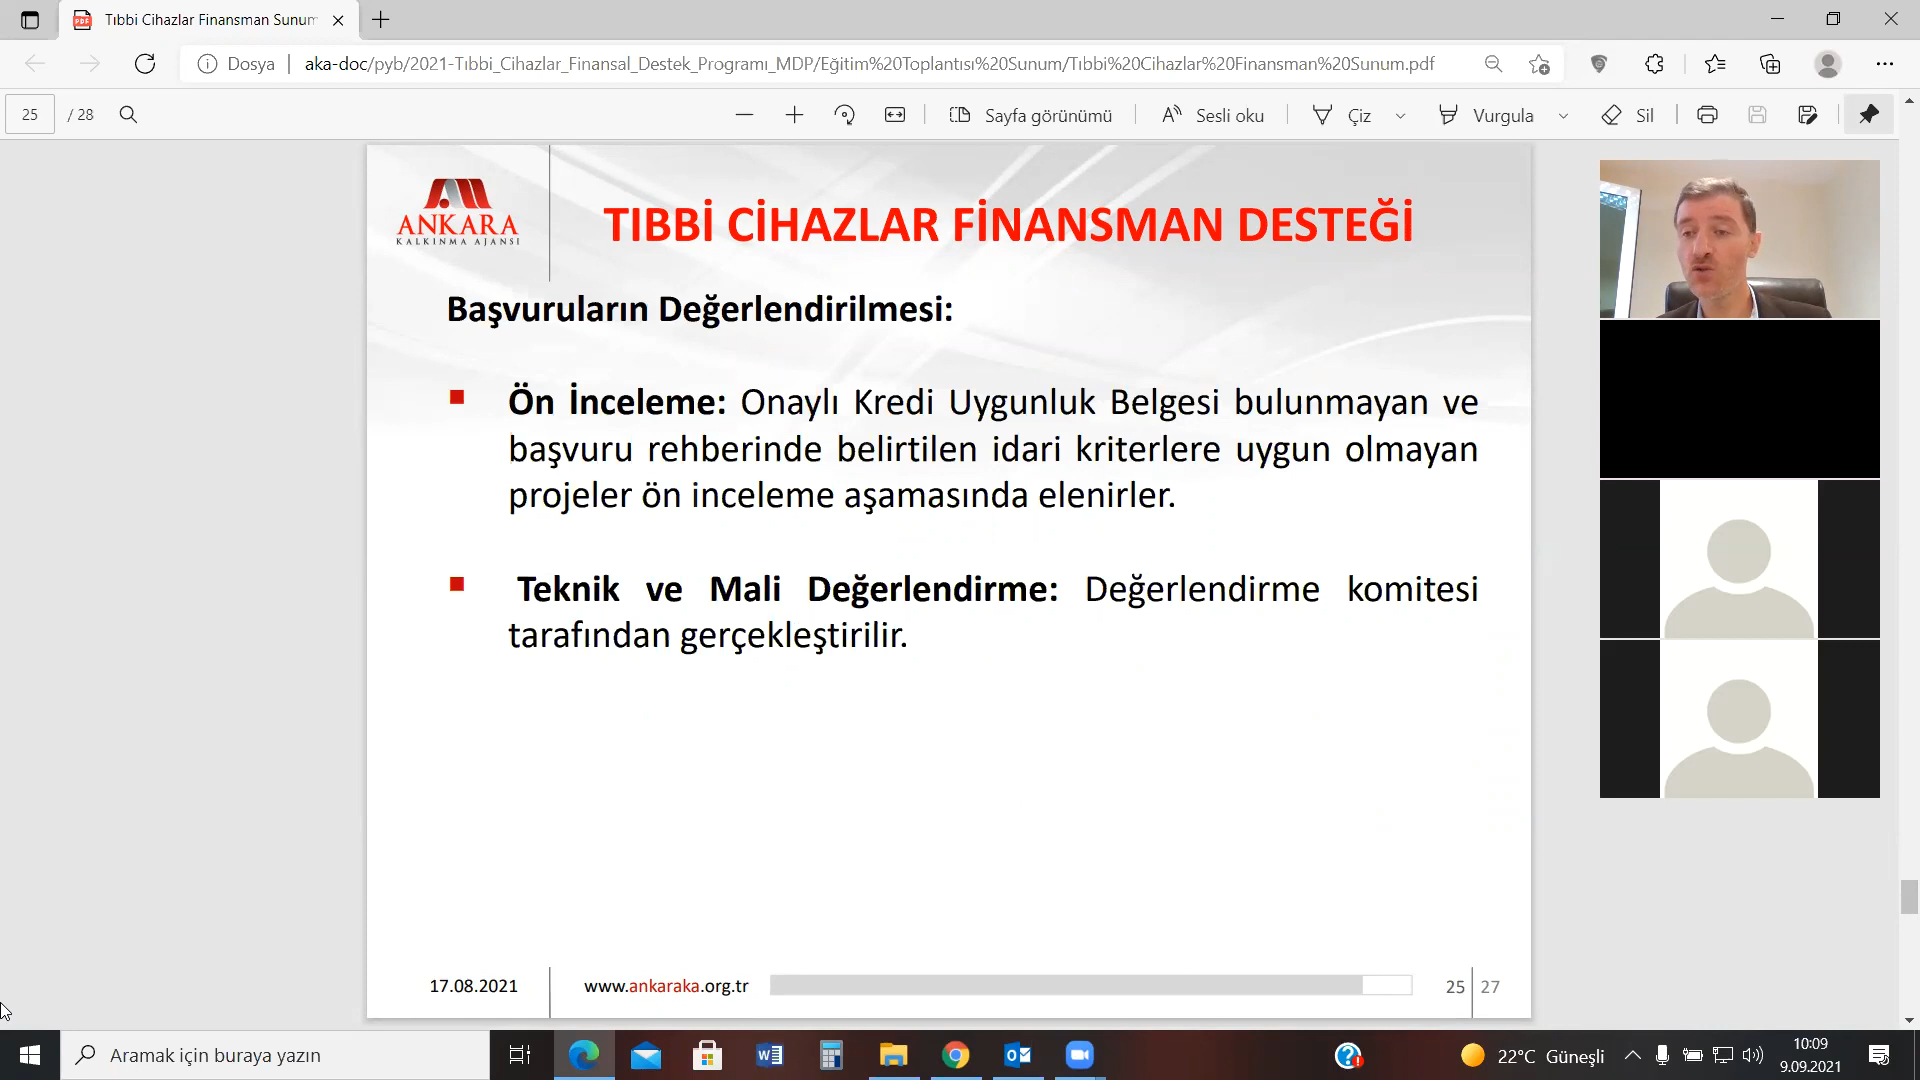 Tıbbi Cihazlar Finansman Sunum
Dosya
aka-doc/pyb/2021-Tıbbi_Cihazlar_Finansal_Destek_Programı_MDP/Eğitim%20Toplantısı%20Sunum/Tıbbi%20Cihazlar%20Finansman%20Sunum.pdf
25 / 28
Sayfa görünümü
Sesli oku
Çiz
Vurgula
Sil
ANKARA
KALKINMA AJANSI
TIBBİ CİHAZLAR FİNANSMAN DESTEĞİ
Başvuruların Değerlendirilmesi:
Ön İnceleme: Onaylı Kredi Uygunluk Belgesi bulunmayan ve
başvuru rehberinde belirtilen idari kriterlere uygun olmayan
projeler ön inceleme aşamasında elenirler.
Teknik ve Mali Değerlendirme: Değerlendirme komitesi
tarafından gerçekleştirilir.
17.08.2021
www.ankaraka.org.tr
25 27
Aramak için buraya yazın
22°C Güneşli
10:09
9.09.2021